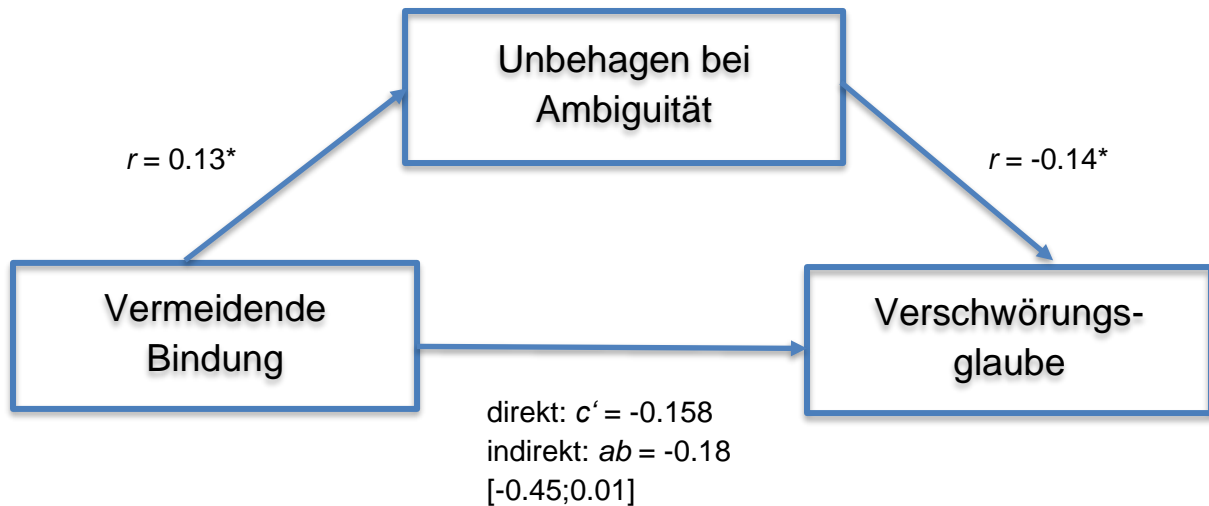 Unbehagen bei
Ambiguität
r = 0.13*
r = -0.14*
Vermeidende
Bindung
Verschwörungs-
glaube
direkt: c‘ = -0.158
indirekt: ab = -0.18
[-0.45;0.01]